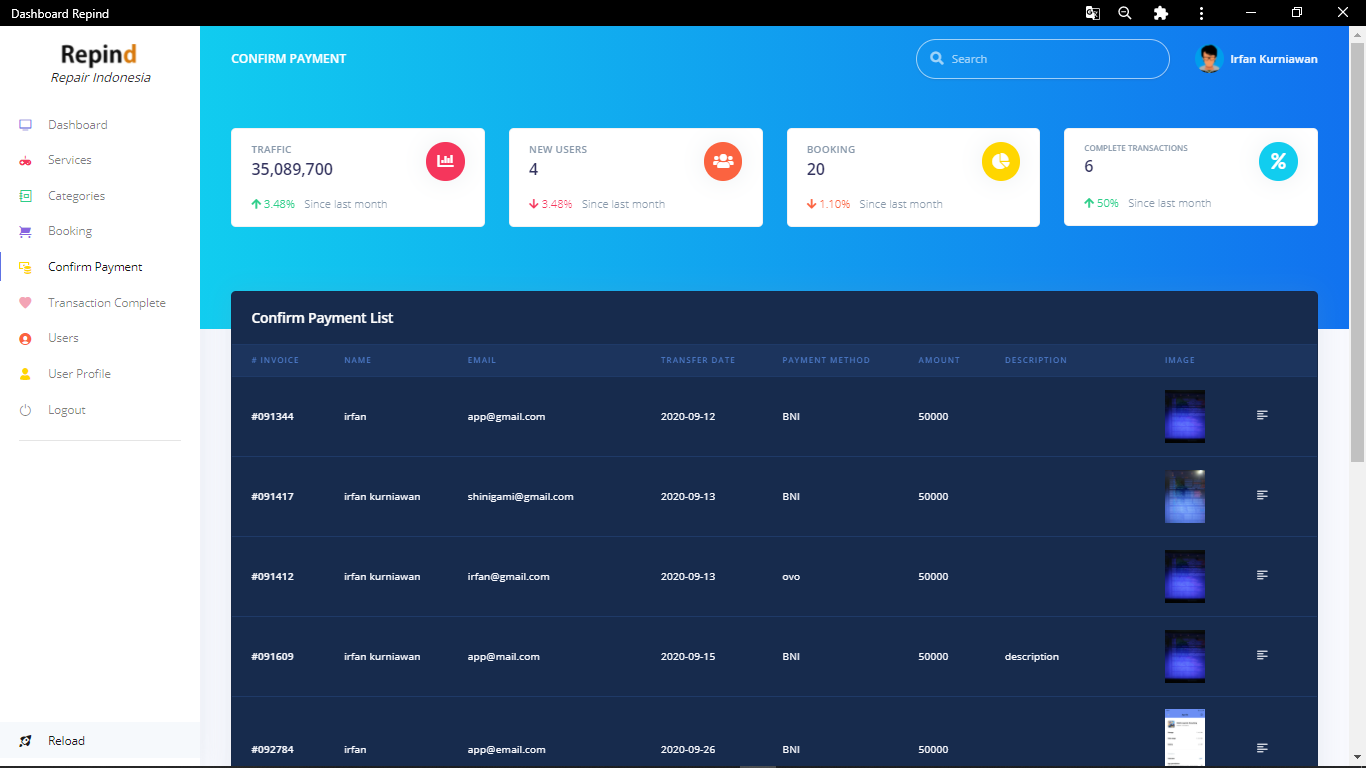 Dashboard Repind
Repind
Repair Indonesia
Dashboard
Services
Categories
Booking
Confirm Payment
Transaction Complete
Users
User Profile
Logout
Reload
CONFIRM PAYMENT
Search
Irfan Kurniawan
TRAFFIC
35,089,700
3.48% Since last month
NEW USERS
4
3.48% Since last month
BOOKING
20
1.10% Since last month
COMPLETE TRANSACTIONS
6
50% Since last month
%
Confirm Payment List
# INVOICE NAME EMAIL TRANSFER DATE PAYMENT METHOD AMOUNT DESCRIPTION IMAGE
#091344 irfan app@gmail.com 2020-09-12 BNI 50000
#091417 irfan kurniawan shinigami@gmail.com 2020-09-13 BNI 50000
#091412 irfan kurniawan irfan@gmail.com 2020-09-13 ovo 50000
#091609 irfan kurniawan app@mail.com 2020-09-15 BNI 50000 description
#092784 irfan app@email.com 2020-09-26 BNI 50000